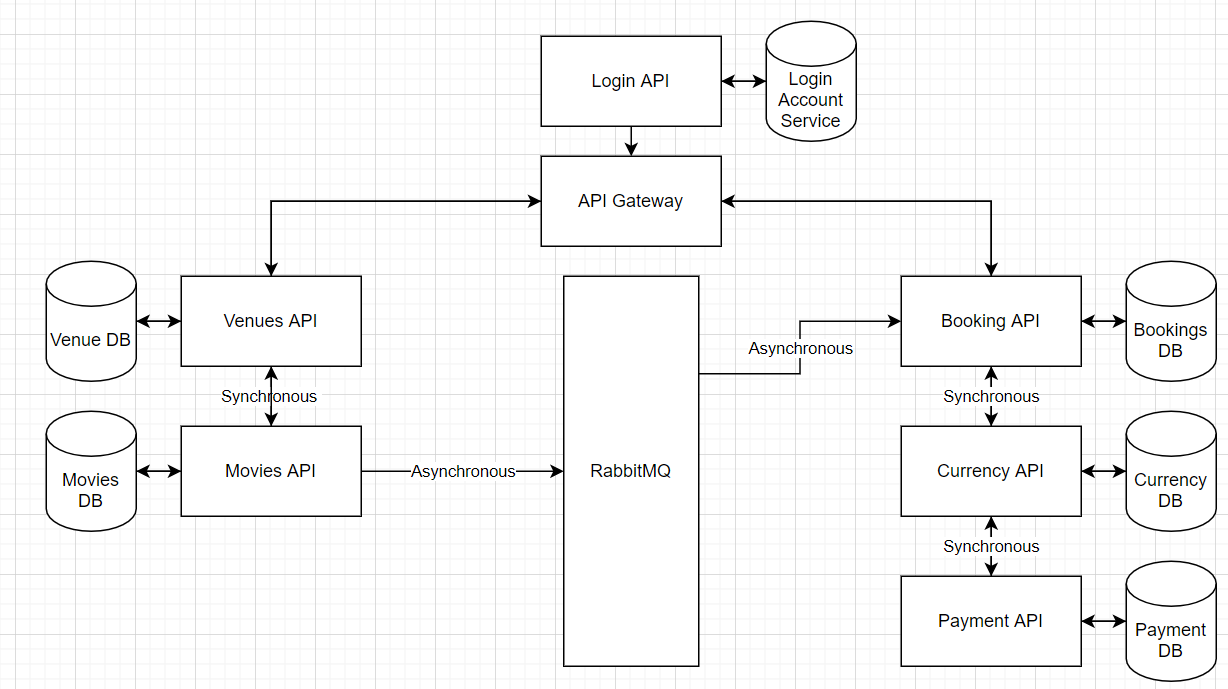 Login API
Login
Account
Service
API Gateway
Venue DB
Venues API
Booking API
Bookings
DB
Asynchronous
Synchronous
Synchronous
Movies
DB
Movies API
Asynchronous
RabbitMQ
Currency API
Currency
DB
Synchronous
Payment API
Payment
DB